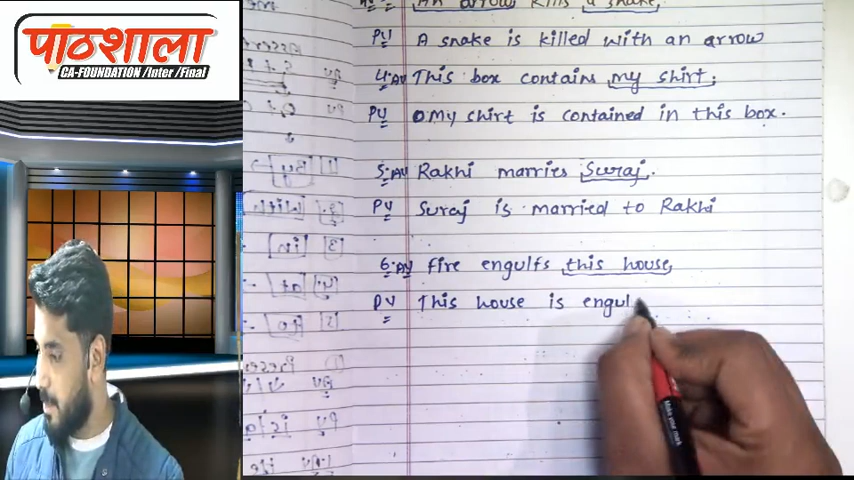 पाठशाला
CA-FOUNDATION /Inter /Final
An arrow kills a snake.
PV A snake is killed with an arrow
4. AV This box contains my shirt.
PV my shirt is contained in this box.
5. AV Rakhi marries Suraj.
PV Suraj is married to Rakhi
6. AV fire engulfs this house,
PV This house is engul